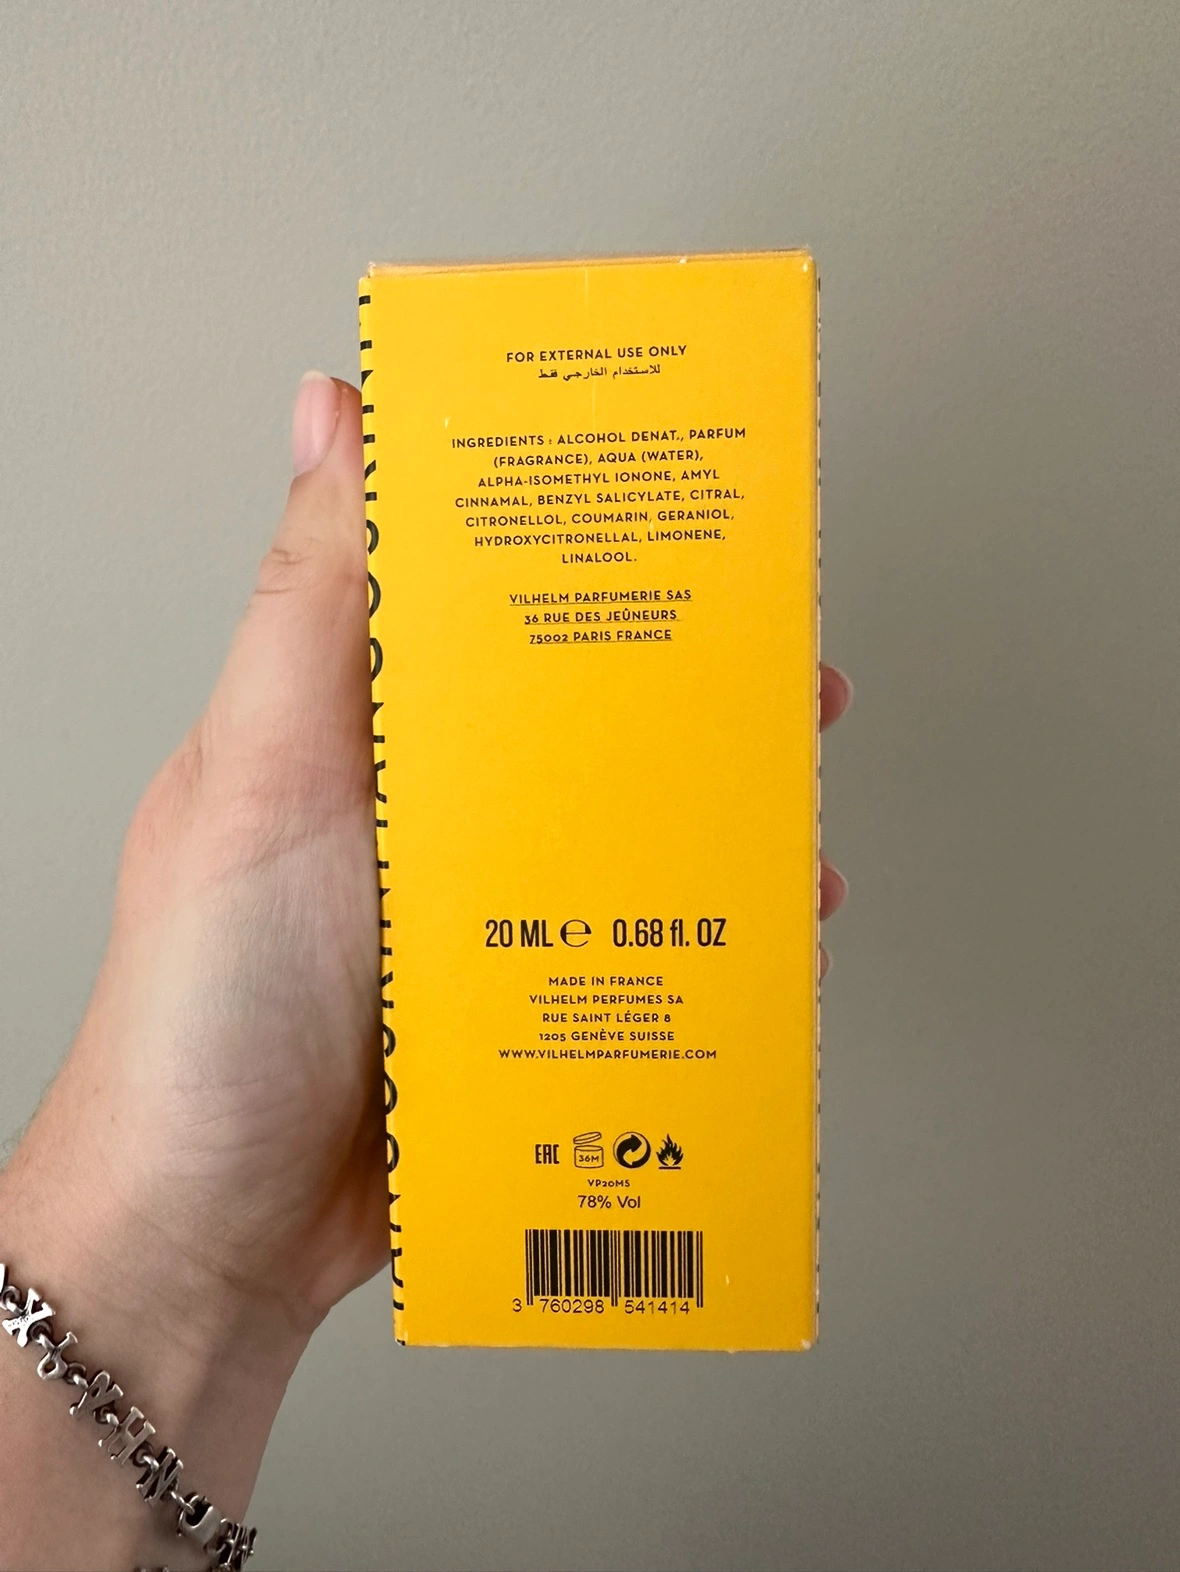 FOR EXTERNAL USE ONLY
للاستخدام الخارجي فقط
INGREDIENTS : ALCOHOL DENAT., PARFUM
(FRAGRANCE), AQUA (WATER),
ALPHA-ISOMETHYL IONONE, AMYL
CINNAMAL, BENZYL SALICYLATE, CITRAL,
CITRONELLOL, COUMARIN, GERANIOL,
HYDROXYCITRONELLAL, LIMONENE,
LINALOOL.
VILHELM PARFUMERIE SAS
36 RUE DES JEÛNEURS
75002 PARIS FRANCE
20 ML ℮ 0.68 fl. OZ
MADE IN FRANCE
VILHELM PERFUMES SA
RUE SAINT LÉGER 8
1205 GENÈVE SUISSE
WWW.VILHELMPARFUMERIE.COM
EAC 36M
VP20MS
78% Vol
3 760298 541414